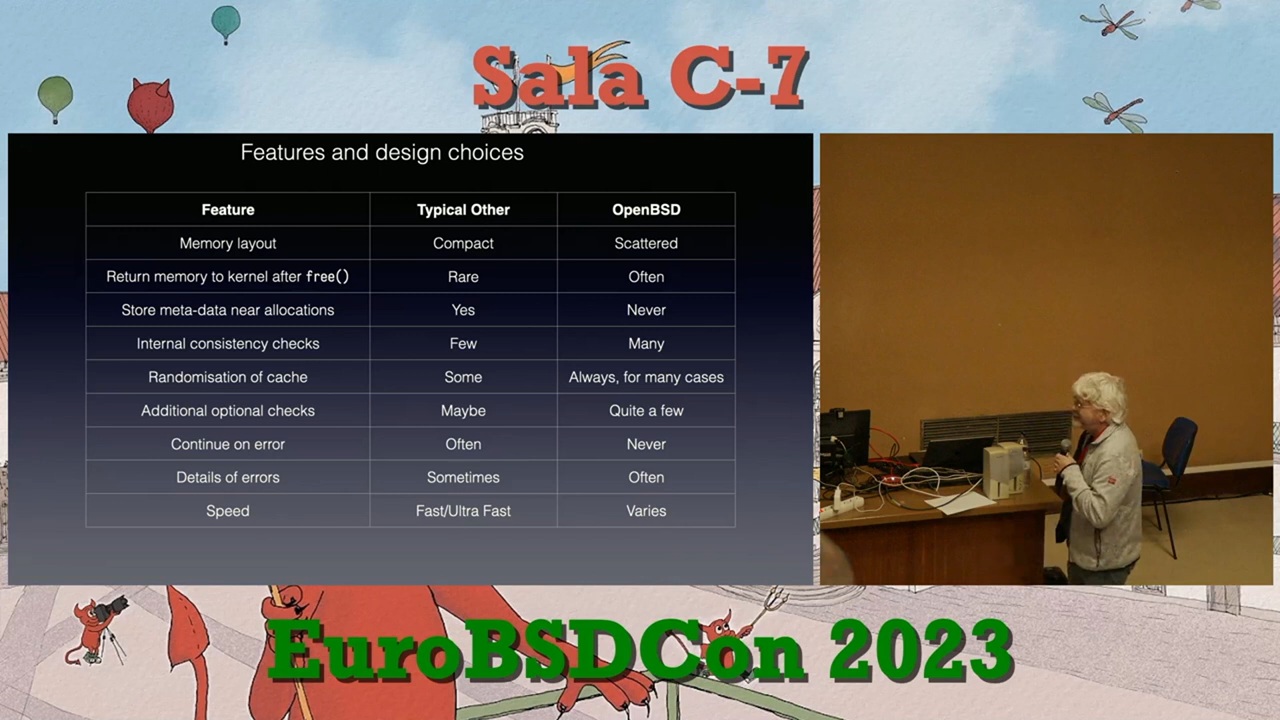 Sala C-7
Features and design choices
Feature Typical Other OpenBSD
Memory layout Compact Scattered
Return memory to kernel after free() Rare Often
Store meta-data near allocations Yes Never
Internal consistency checks Few Many
Randomisation of cache Some Always, for many cases
Additional optional checks Maybe Quite a few
Continue on error Often Never
Details of errors Sometimes Often
Speed Fast/Ultra Fast Varies
EuroBSDCon 2023